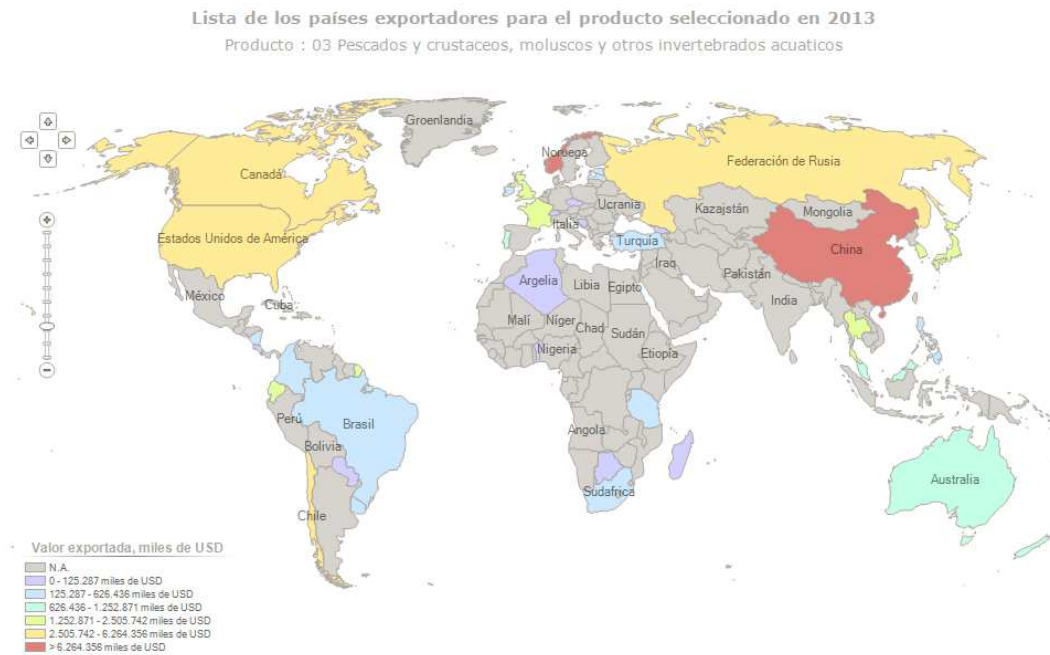 Lista de los países exportadores para el producto seleccionado en 2013
Producto : 03 Pescados y crustaceos, moluscos y otros invertebrados acuaticos
Groenlandia
Noruega
Canadá
Federación de Rusia
Ucrania
Kazajstán
Mongolia
Italia
Estados Unidos de América
Turquía
China
Iraq
Pakistán
Argelia
Libia
Egipto
México
Cuba
India
Malí
Níger
Chad
Sudán
Nigeria
Etiopía
Perú
Brasil
Angola
Bolivia
Australia
Sudafrica
Chile
Valor exportada, miles de USD
N.A.
0 - 125.287 miles de USD
125.287 - 626.436 miles de USD
626.436 - 1.252.871 miles de USD
1.252.871 - 2.505.742 miles de USD
2.505.742 - 6.264.356 miles de USD
> 6.264.356 miles de USD